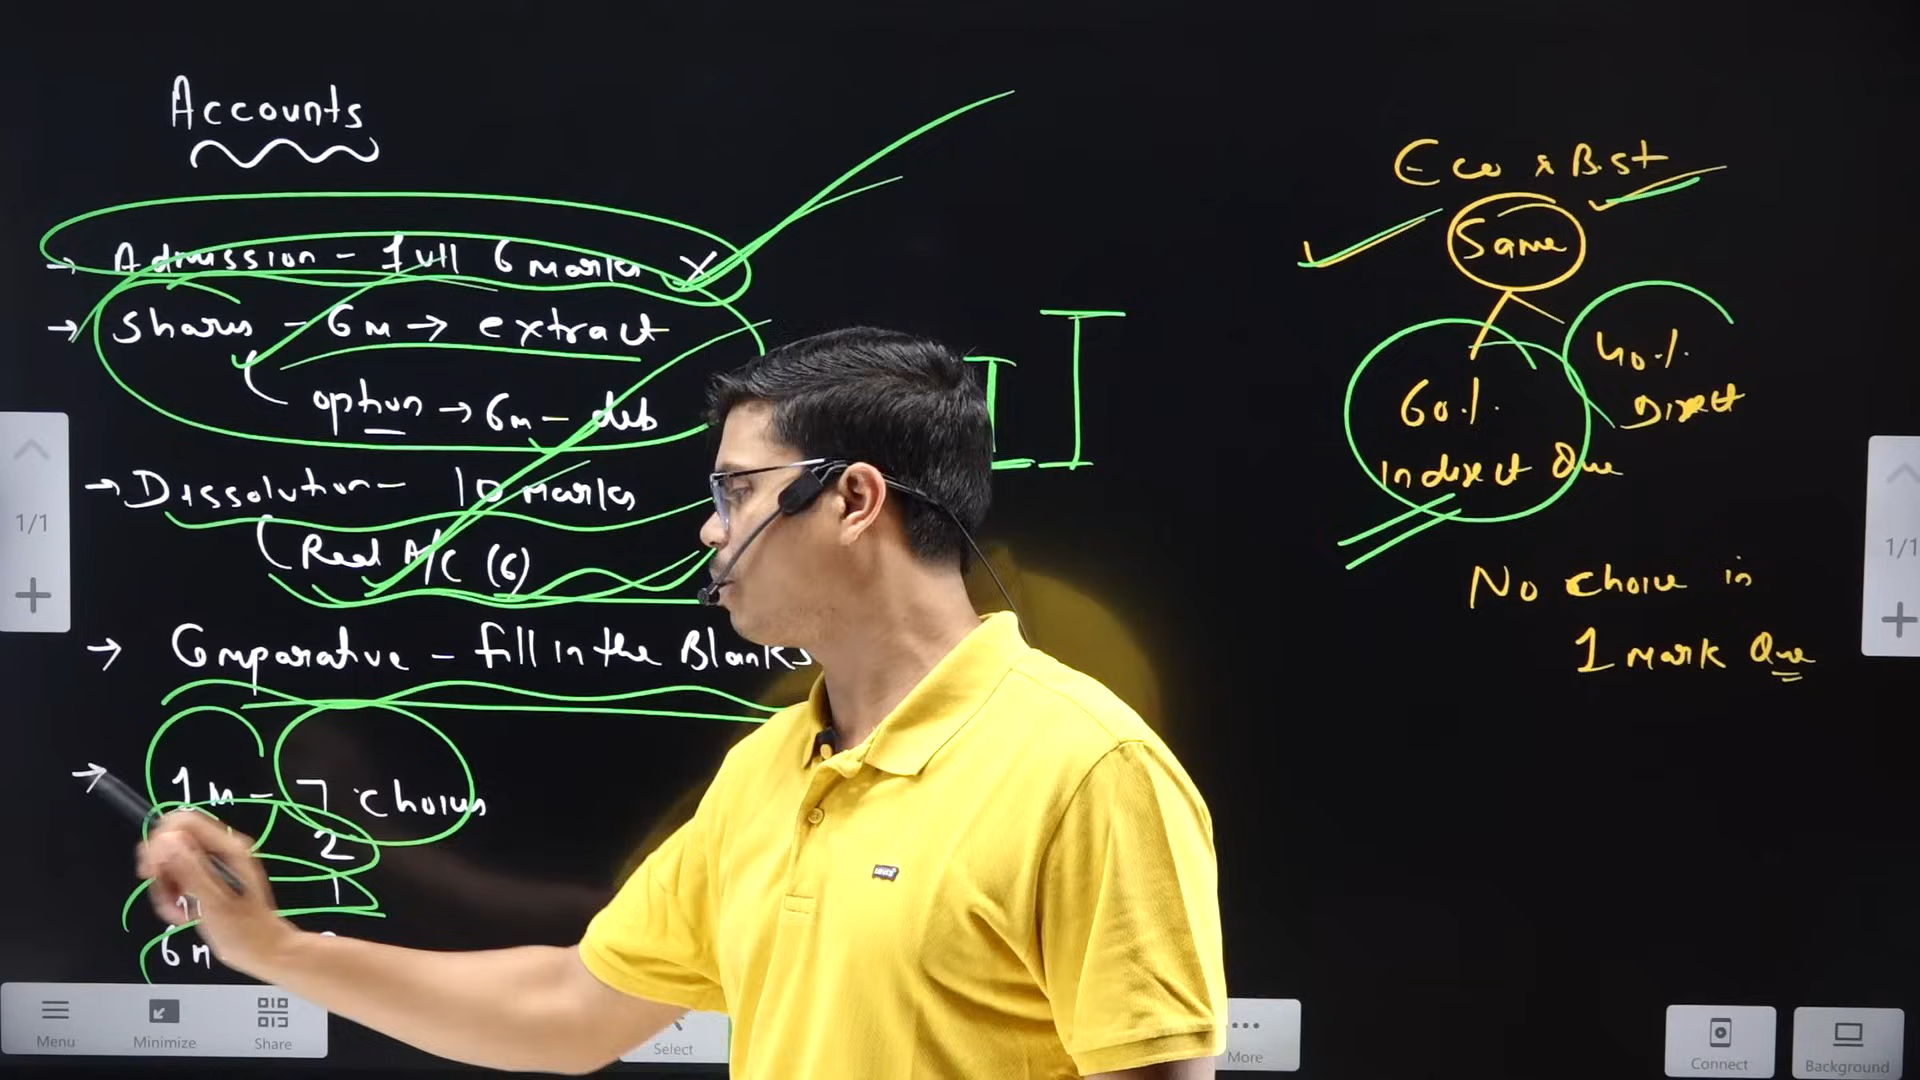 Accounts
→ Admission - full 6 marks X
→ Shares - 6m → extract
option → 6m - deb
→ Dissolution - 10 marks
Real A/C (6)
→ Comparative - fill in the Blanks
→ 1m - 7 choices
2
1
6m
Eco & B.st
Same
60%
indirect Que
40%
Direct
No choice in
1 mark Que
1/1
+
1/1
+
Menu
Minimize
Share
Select
More
Connect
Background